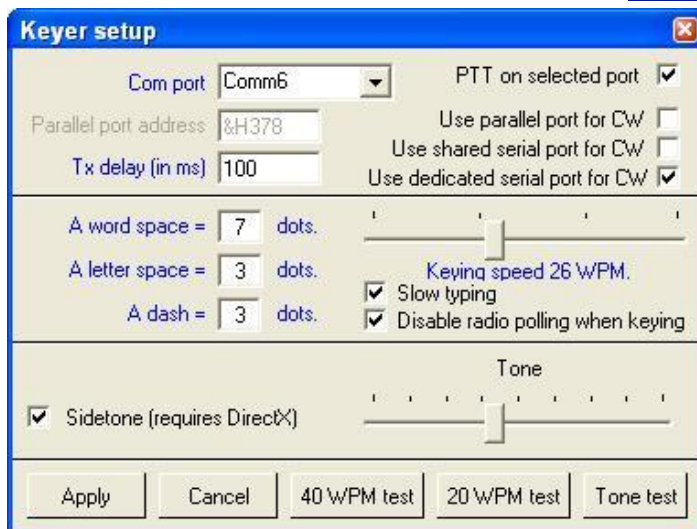 Keyer setup
Com port Comm6 PTT on selected port
Parallel port address &H378 Use parallel port for CW
Use shared serial port for CW
Tx delay (in ms) 100 Use dedicated serial port for CW
A word space = 7 dots.
A letter space = 3 dots. Keying speed 26 WPM.
Slow typing
A dash = 3 dots. Disable radio polling when keying
Tone
Sidetone (requires DirectX)
Apply Cancel 40 WPM test 20 WPM test Tone test